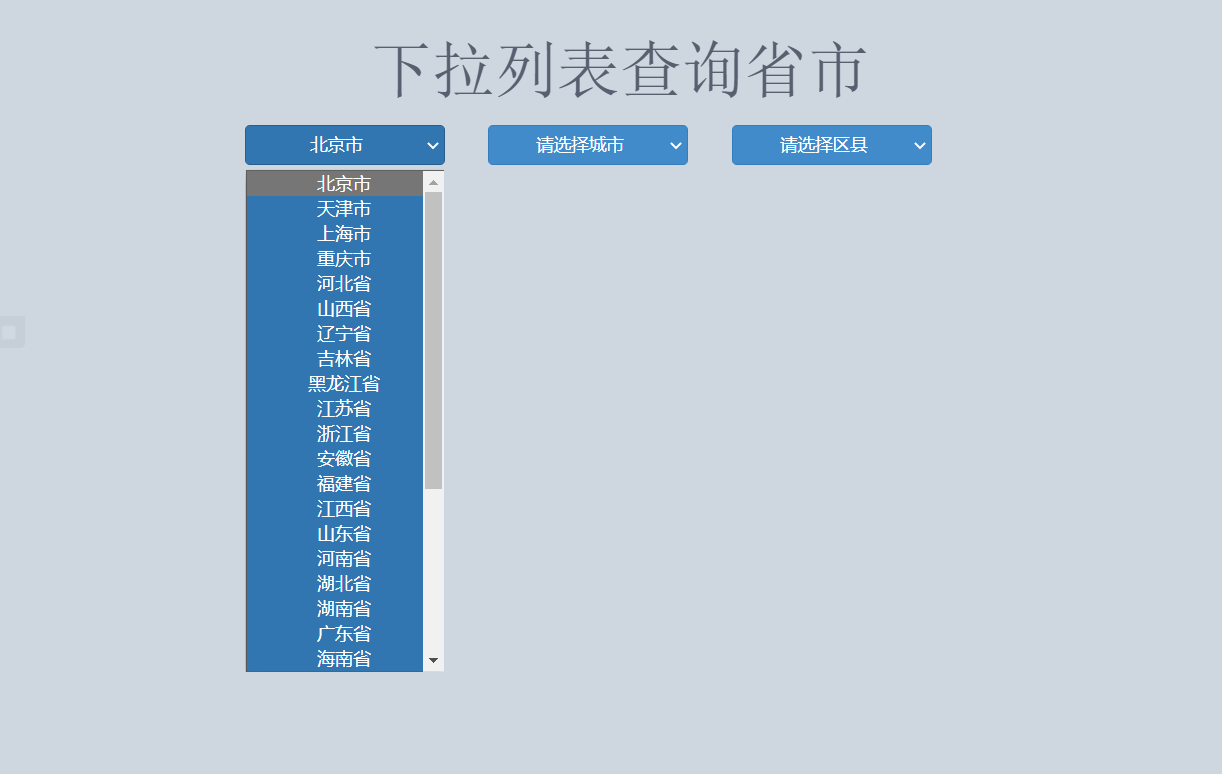 下拉列表查询省市
北京市 请选择城市 请选择区县
北京市
天津市
上海市
重庆市
河北省
山西省
辽宁省
吉林省
黑龙江省
江苏省
浙江省
安徽省
福建省
江西省
山东省
河南省
湖北省
湖南省
广东省
海南省